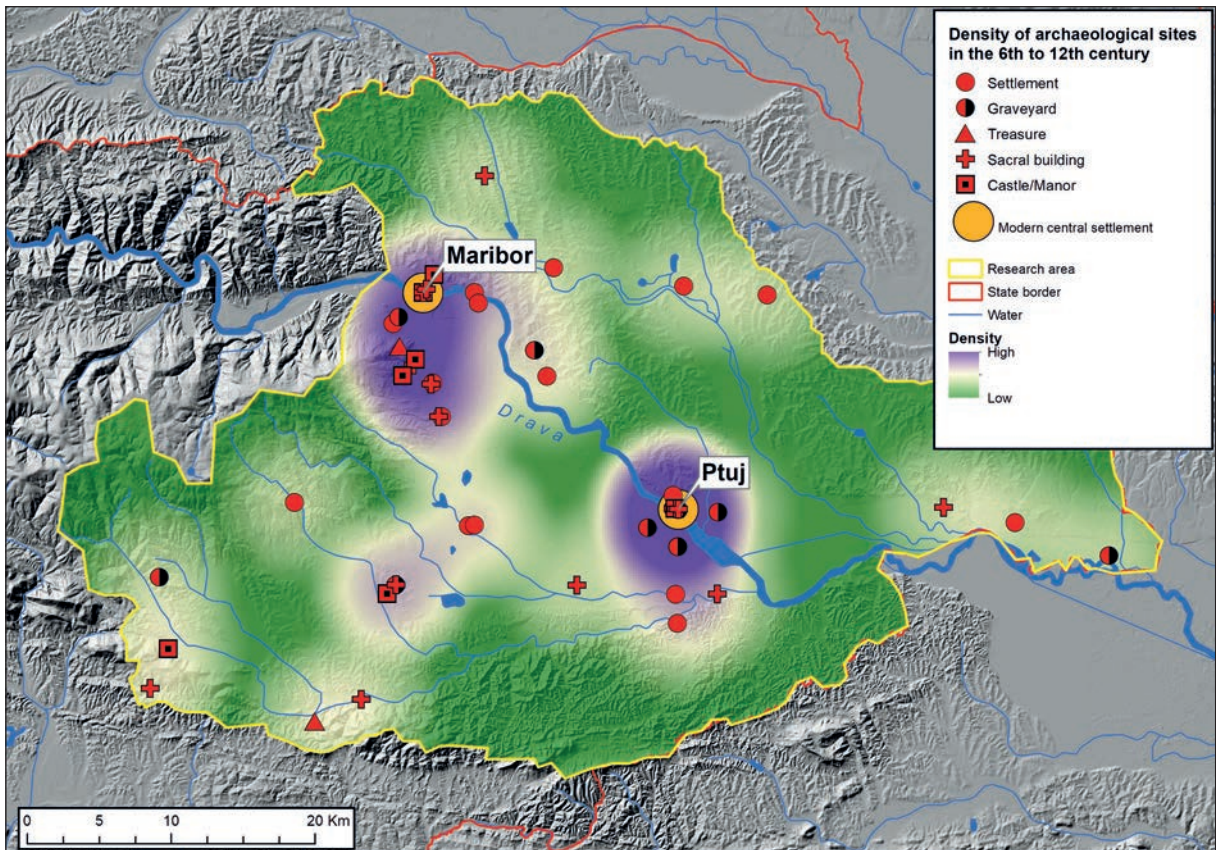 Density of archaeological sites
in the 6th to 12th century
Settlement
Graveyard
Treasure
Sacral building
Castle/Manor
Modern central settlement
Research area
State border
Water
Density
High
Low
Maribor
Drava
Ptuj
0 5 10 20 Km